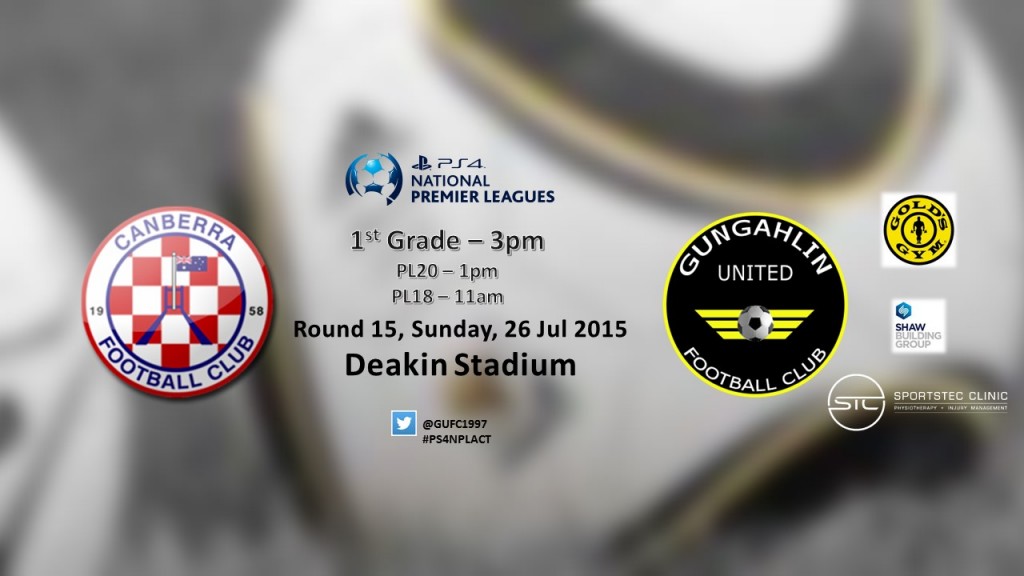 PS4
NATIONAL
PREMIER LEAGUES
1st Grade – 3pm
PL20 – 1pm
PL18 – 11am
Round 15, Sunday, 26 Jul 2015
Deakin Stadium
@GUFC1997
#PS4NPLACT
CANBERRA
19 58
FOOTBALL CLUB
GUNGAHLIN
UNITED
FOOTBALL CLUB
GOLD'S
GYM
SHAW
BUILDING
GROUP
STC
SPORTSTEC CLINIC
PHYSIOTHERAPY + INJURY MANAGEMENT